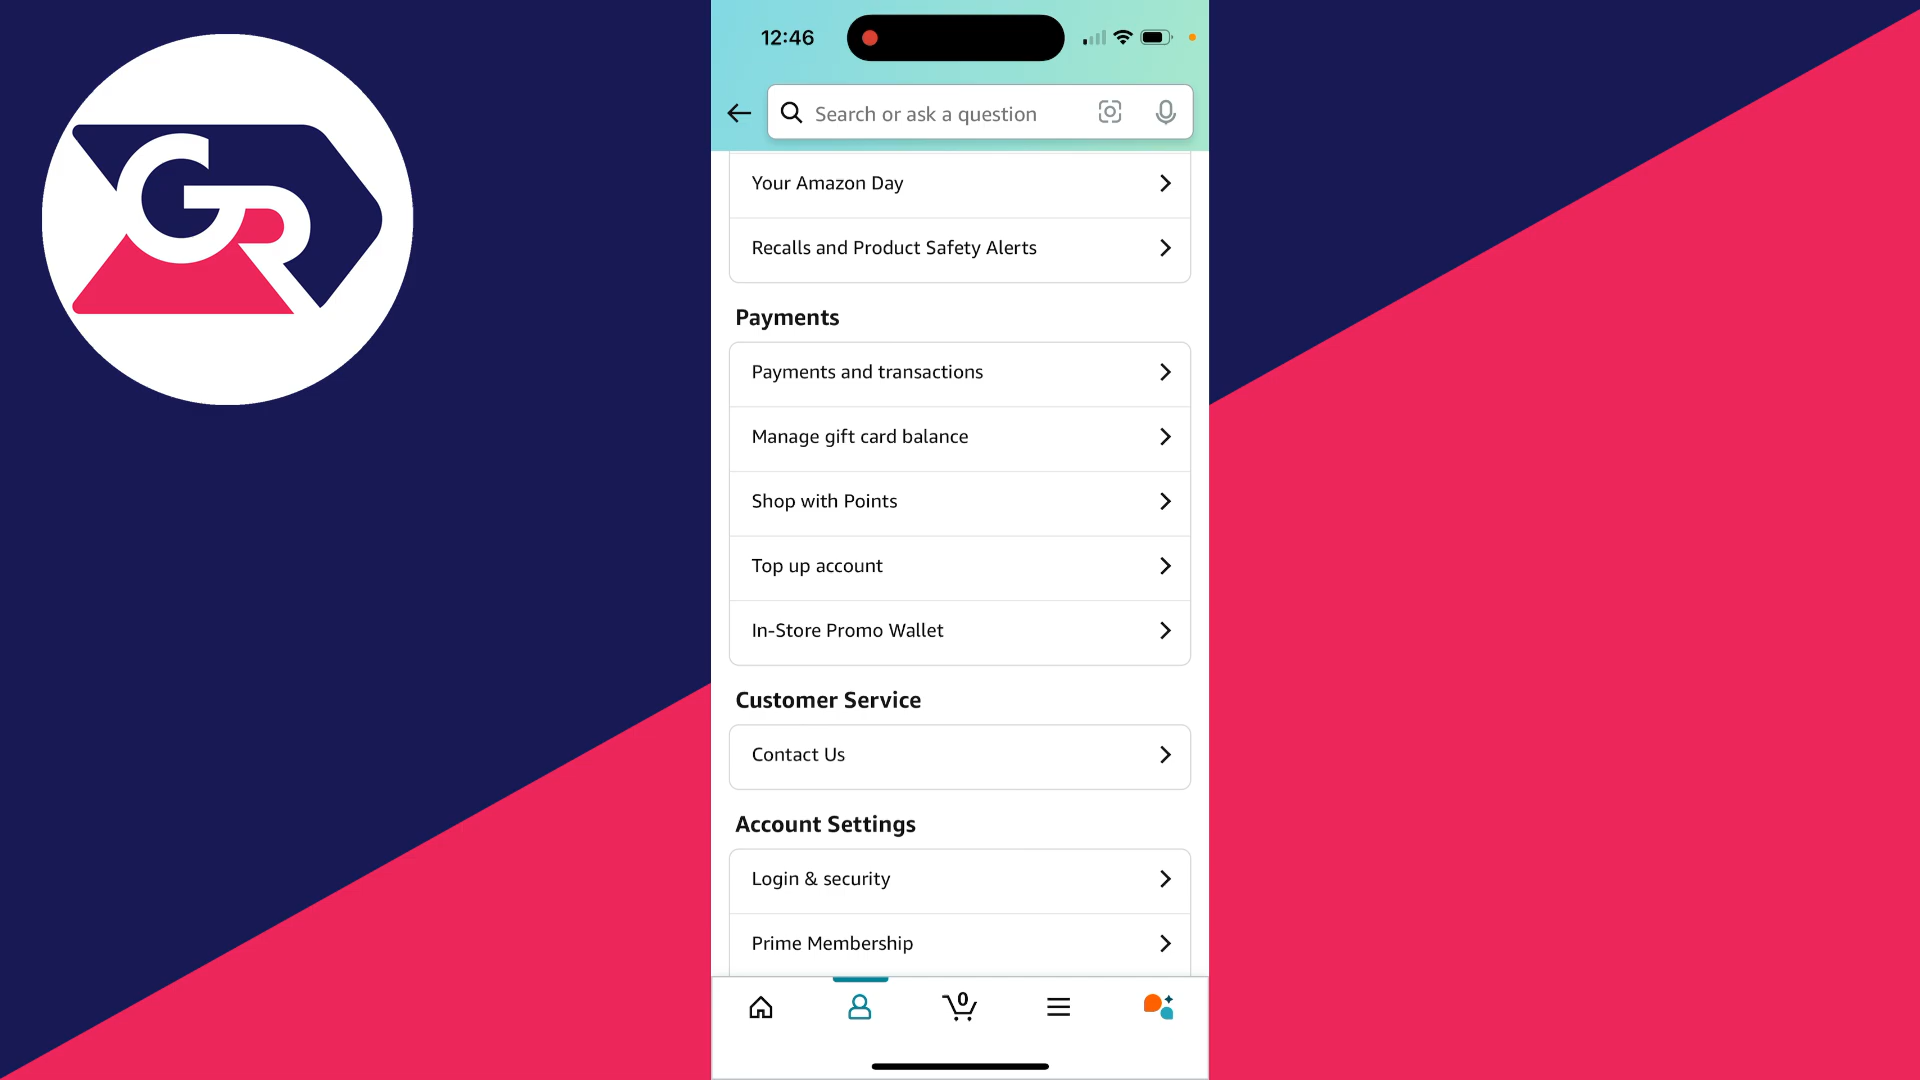 GR
12:46
Search or ask a question
Your Amazon Day
Recalls and Product Safety Alerts
Payments
Payments and transactions
Manage gift card balance
Shop with Points
Top up account
In-Store Promo Wallet
Customer Service
Contact Us
Account Settings
Login & security
Prime Membership
0